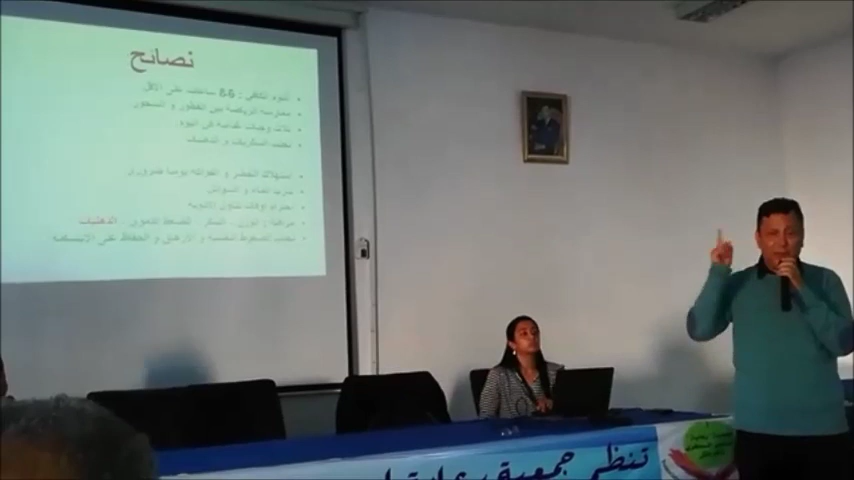 نصائح
النوم الكافي : 6-8 ساعات على الأقل
ممارسة الرياضة بين الفطور و السحور
ثلاث وجبات غذائية في اليوم
تجنب السكريات و الدهنيات
استهلاك الخضر و الفواكه يوميا ضروري
شرب الماء و السوائل
احترام أوقات تناول الأدوية
مراقبة الوزن . السكر . الضغط الدموي . الدهنيات
تجنب الضغوط النفسية و الإرهاق و الحفاظ على الابتسامة
تنظم جمعية